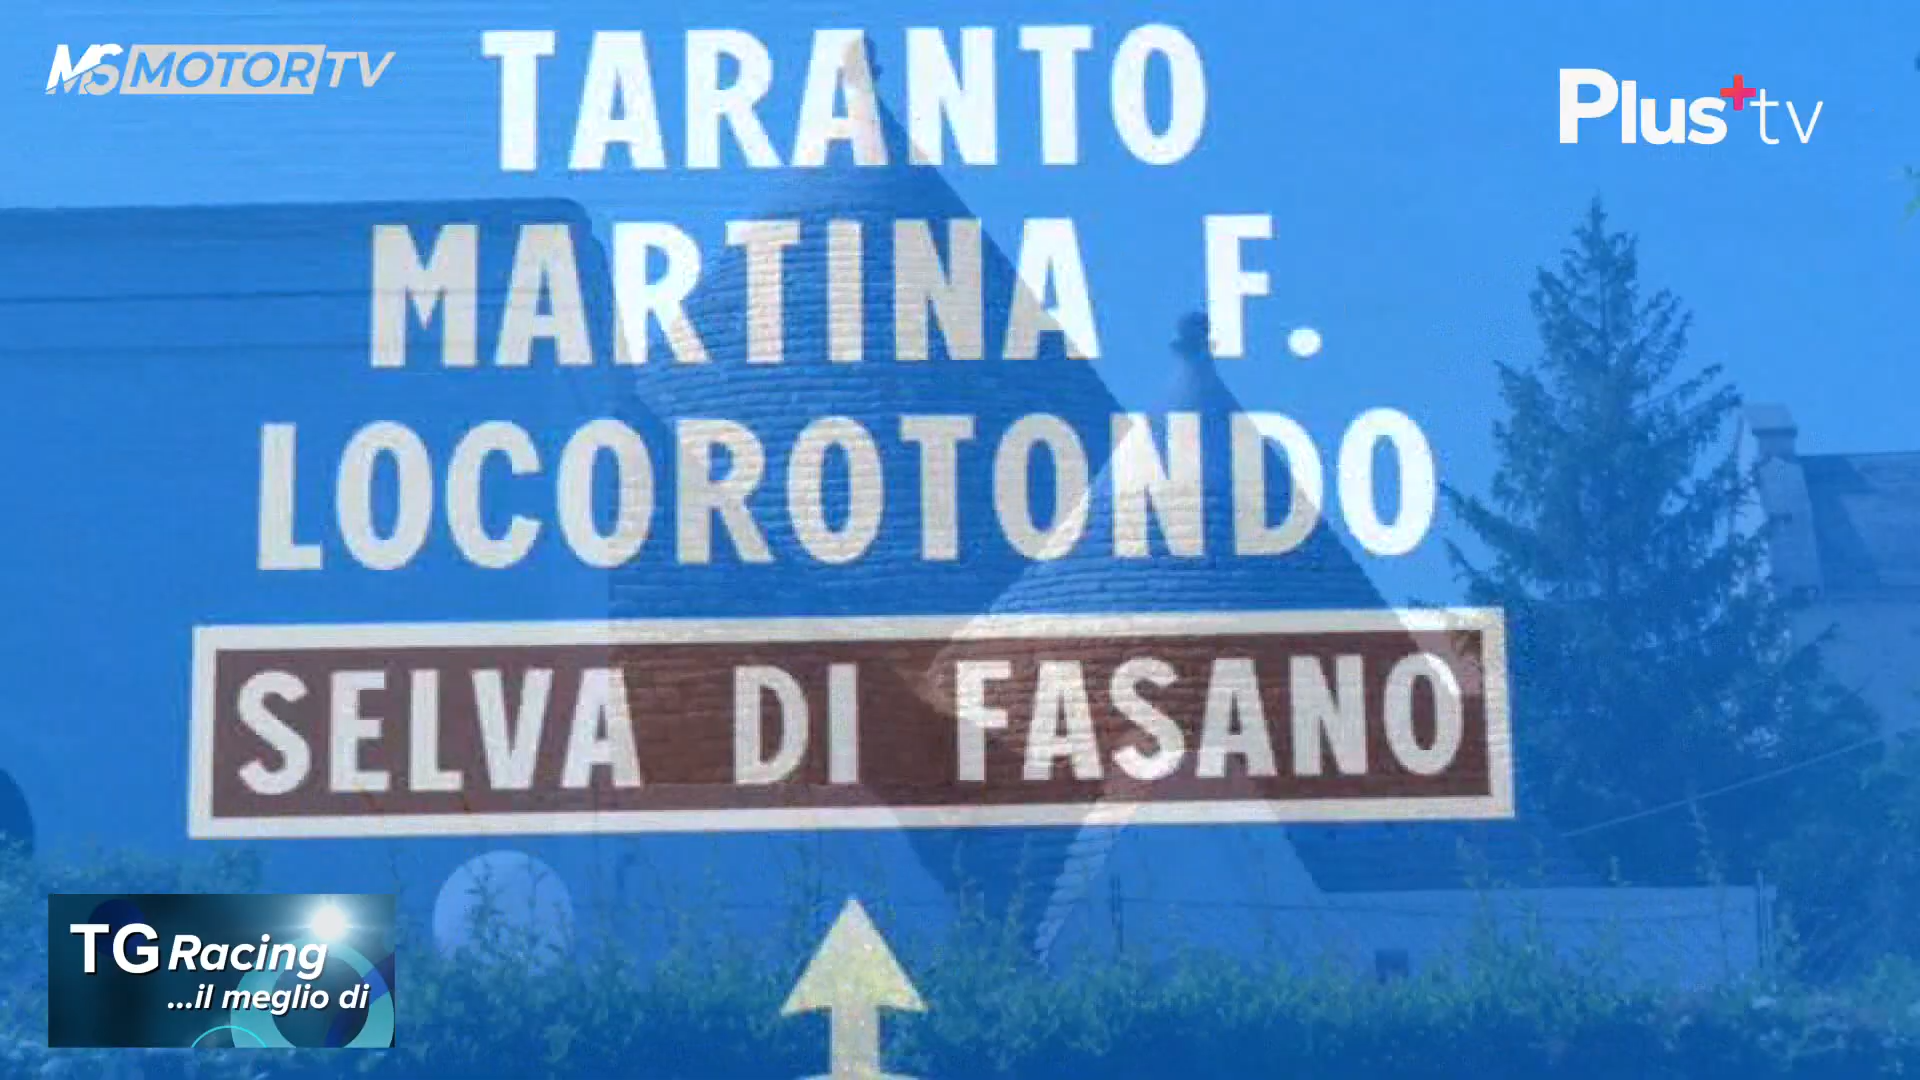 MS MOTORTV
Plus+tv
TARANTO
MARTINA F.
LOCOROTONDO
SELVA DI FASANO
TG Racing
...il meglio di